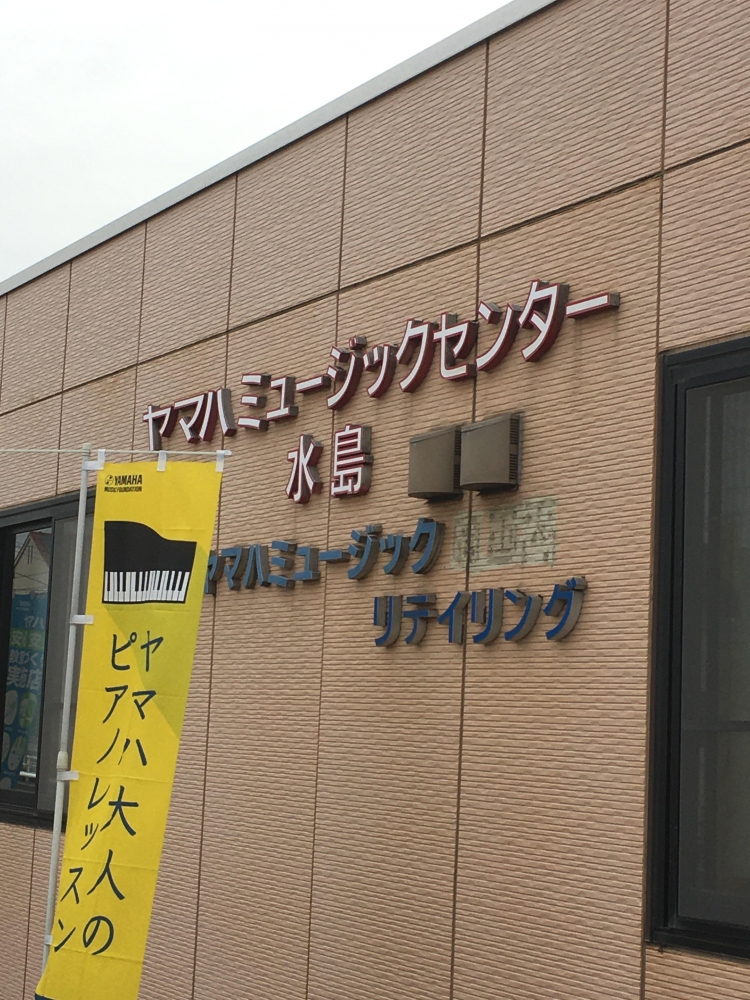 ヤマハミュージックセンター
水島
ヤマハミュージック
リテイリング
YAMAHA
MUSIC FOUNDATION
ヤマハ大人の
ピアノレッスン